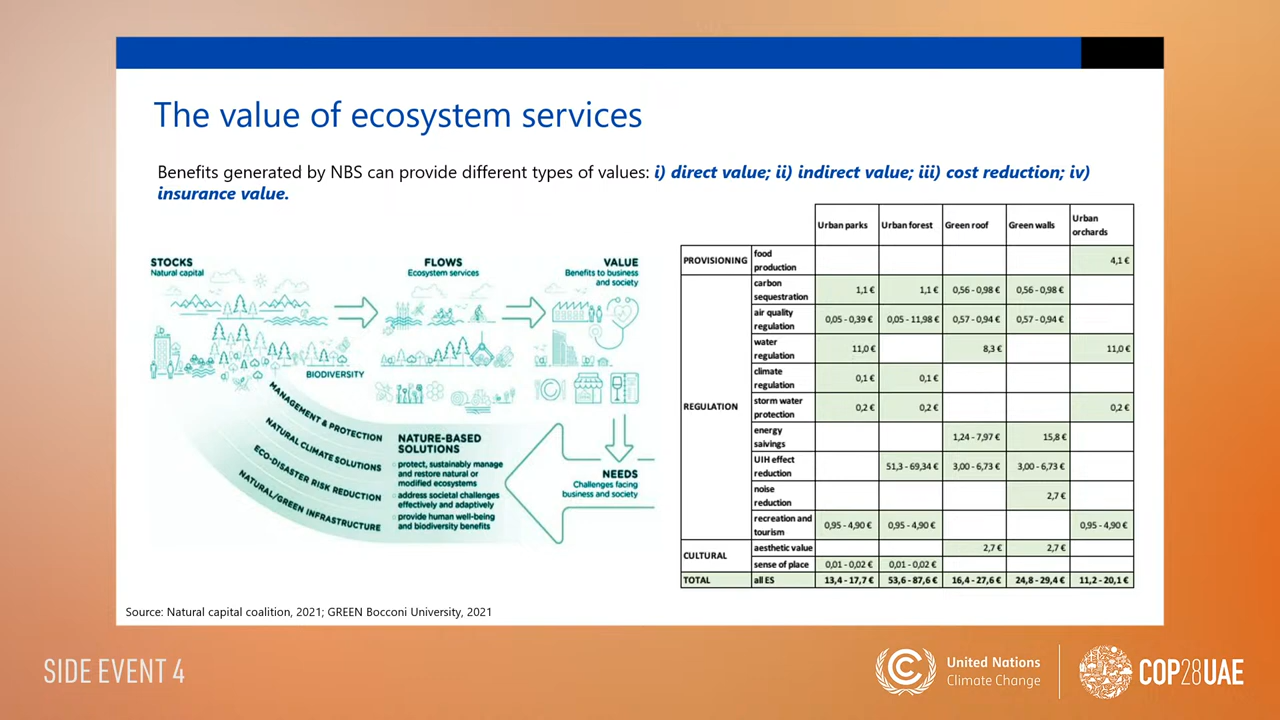 The value of ecosystem services
Benefits generated by NBS can provide different types of values: i) direct value; ii) indirect value; iii) cost reduction; iv)
insurance value.
STOCKS
Natural capital
FLOWS
Ecosystem services
VALUE
Benefits to business
and society
BIODIVERSITY
MANAGEMENT & PROTECTION
NATURAL CLIMATE SOLUTIONS
ECO-DISASTER RISK REDUCTION
NATURAL/GREEN INFRASTRUCTURE
NATURE-BASED
SOLUTIONS
protect, sustainably manage
and restore natural or
modified ecosystems
address societal challenges
effectively and adaptively
provide human well-being
and biodiversity benefits
NEEDS
Challenges facing
business and society
Urban parks Urban forest Green roof Green walls Urban
orchards
PROVISIONING food
production 4,1 €
REGULATION
carbon
sequestration 1,1 € 1,1 € 0,56 - 0,98 € 0,56 - 0,98 €
air quality
regulation 0,05 - 0,39 € 0,05 - 11,98 € 0,57 - 0,94 € 0,57 - 0,94 €
water
regulation 11,0 € 8,3 € 11,0 €
climate
regulation 0,1 € 0,1 €
storm water
protection 0,2 € 0,2 € 0,2 €
energy
saivings 1,24 - 7,97 € 15,8 €
UIH effect
reduction 51,3 - 69,34 € 3,00 - 6,73 € 3,00 - 6,73 €
noise
reduction 2,7 €
recreation and
tourism 0,95 - 4,90 € 0,95 - 4,90 € 0,95 - 4,90 €
CULTURAL
aesthetic value 2,7 € 2,7 €
sense of place 0,01 - 0,02 € 0,01 - 0,02 €
TOTAL all ES 13,4 - 17,7 € 53,6 - 87,6 € 16,4 - 27,6 € 24,8 - 29,4 € 11,2 - 20,1 €
Source: Natural capital coalition, 2021; GREEN Bocconi University, 2021
SIDE EVENT 4
United Nations
Climate Change
COP28UAE